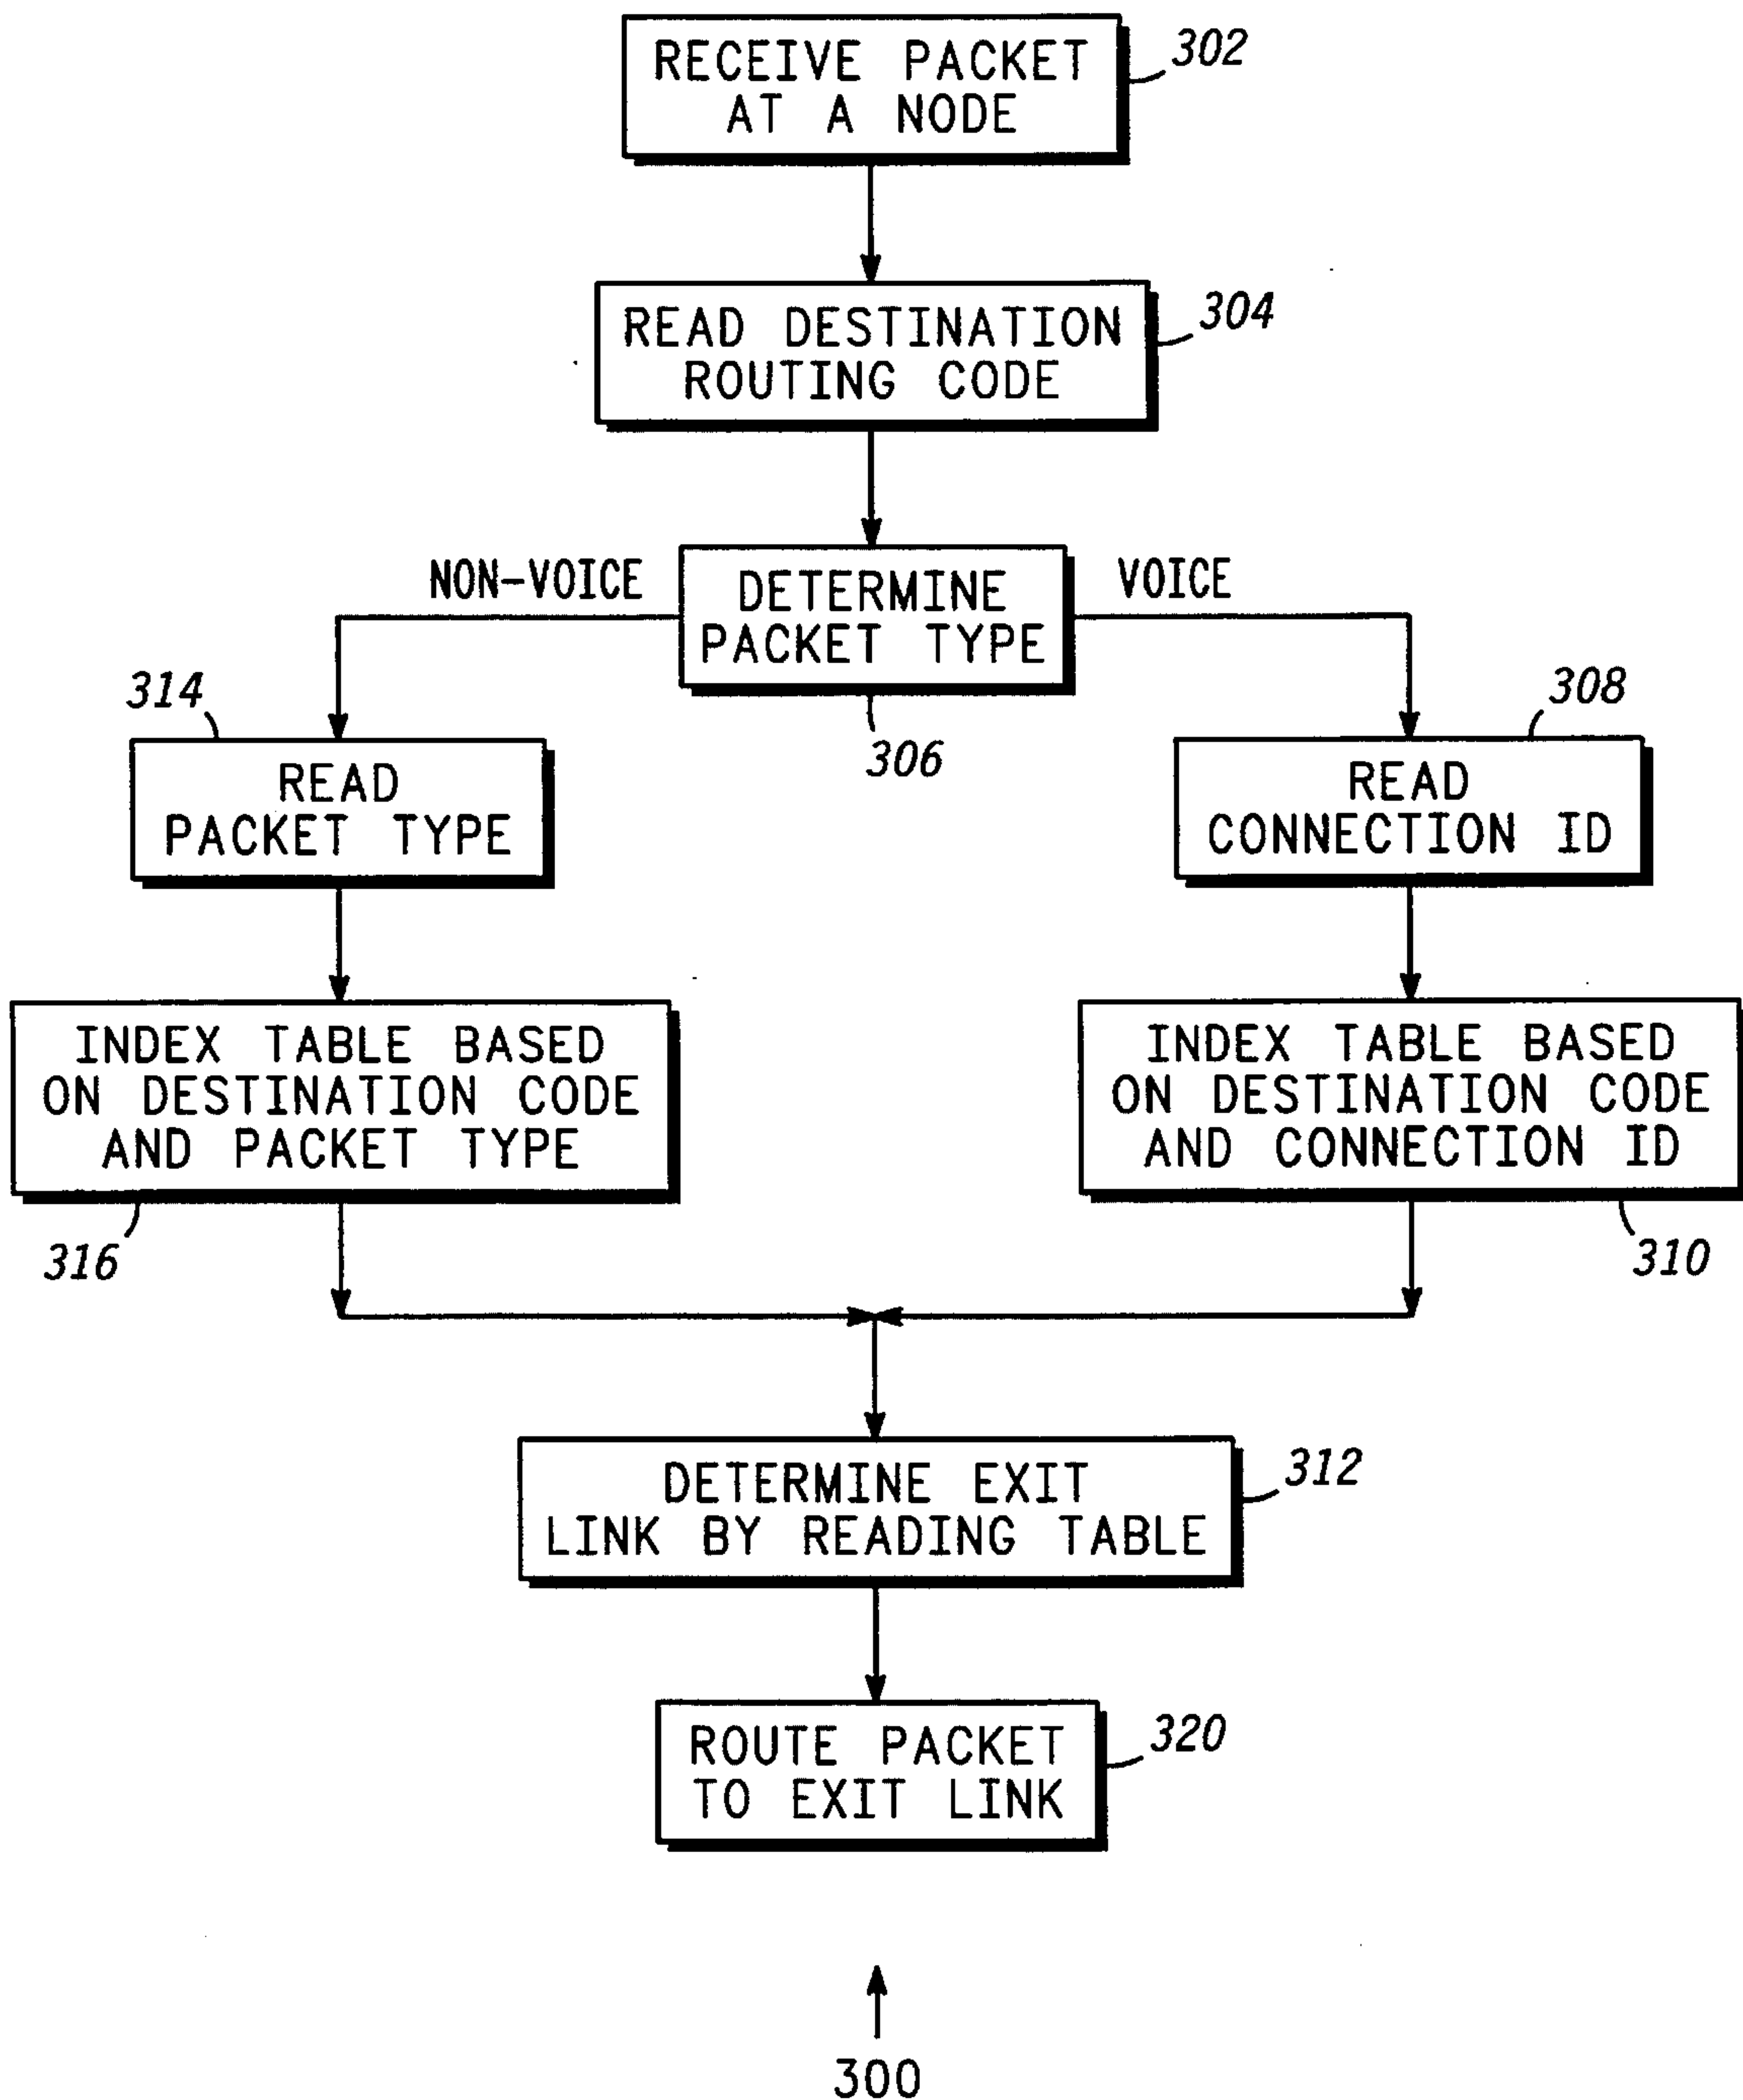 RECEIVE PACKET
AT A NODE
302
READ DESTINATION
ROUTING CODE
304
NON-VOICE
DETERMINE
PACKET TYPE
VOICE
306
314
READ
PACKET TYPE
308
READ
CONNECTION ID
INDEX TABLE BASED
ON DESTINATION CODE
AND PACKET TYPE
316
INDEX TABLE BASED
ON DESTINATION CODE
AND CONNECTION ID
310
DETERMINE EXIT
LINK BY READING TABLE
312
ROUTE PACKET
TO EXIT LINK
320
300